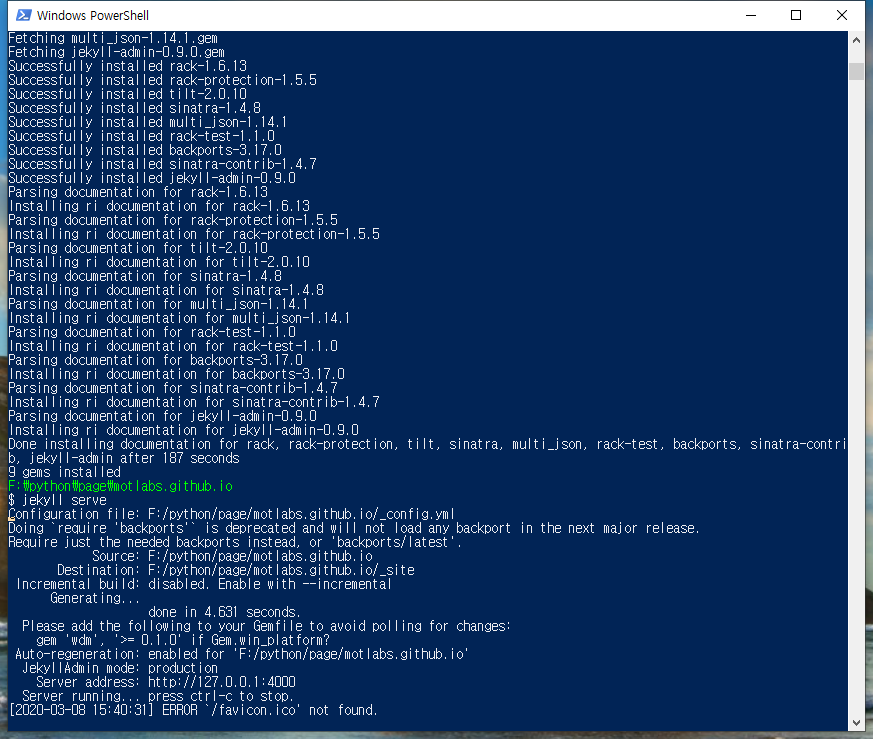 Windows PowerShell
Fetching multi_json-1.14.1.gem
Fetching jekyll-admin-0.9.0.gem
Successfully installed rack-1.6.13
Successfully installed rack-protection-1.5.5
Successfully installed tilt-2.0.10
Successfully installed sinatra-1.4.8
Successfully installed multi_json-1.14.1
Successfully installed rack-test-1.1.0
Successfully installed backports-3.17.0
Successfully installed sinatra-contrib-1.4.7
Successfully installed jekyll-admin-0.9.0
Parsing documentation for rack-1.6.13
Installing ri documentation for rack-1.6.13
Parsing documentation for rack-protection-1.5.5
Installing ri documentation for rack-protection-1.5.5
Parsing documentation for tilt-2.0.10
Installing ri documentation for tilt-2.0.10
Parsing documentation for sinatra-1.4.8
Installing ri documentation for sinatra-1.4.8
Parsing documentation for multi_json-1.14.1
Installing ri documentation for multi_json-1.14.1
Parsing documentation for rack-test-1.1.0
Installing ri documentation for rack-test-1.1.0
Parsing documentation for backports-3.17.0
Installing ri documentation for backports-3.17.0
Parsing documentation for sinatra-contrib-1.4.7
Installing ri documentation for sinatra-contrib-1.4.7
Parsing documentation for jekyll-admin-0.9.0
Installing ri documentation for jekyll-admin-0.9.0
Done installing documentation for rack, rack-protection, tilt, sinatra, multi_json, rack-test, backports, sinatra-contri
b, jekyll-admin after 187 seconds
9 gems installed
F:₩python₩page₩motlabs.github.io
$ jekyll serve
Configuration file: F:/python/page/motlabs.github.io/_config.yml
Doing `require 'backports'` is deprecated and will not load any backport in the next major release.
Require just the needed backports instead, or 'backports/latest'.
Source: F:/python/page/motlabs.github.io
Destination: F:/python/page/motlabs.github.io/_site
Incremental build: disabled. Enable with --incremental
Generating...
done in 4.631 seconds.
Please add the following to your Gemfile to avoid polling for changes:
gem 'wdm', '>= 0.1.0' if Gem.win_platform?
Auto-regeneration: enabled for 'F:/python/page/motlabs.github.io'
JekyllAdmin mode: production
Server address: http://127.0.0.1:4000
Server running... press ctrl-c to stop.
[2020-03-08 15:40:31] ERROR `/favicon.ico' not found.